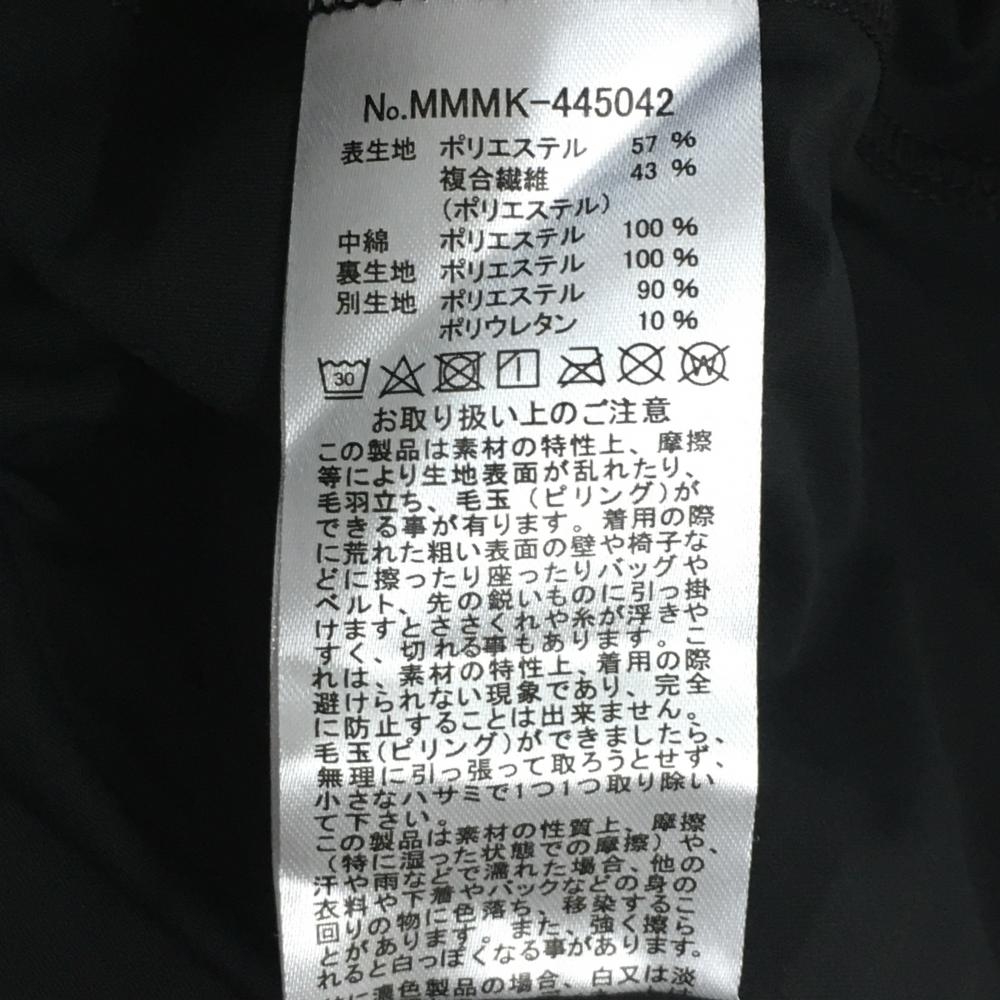 No.MMMK-445042
表生地 ポリエステル 57 %
複合繊維 43 %
(ポリエステル)
中綿 ポリエステル 100 %
裏生地 ポリエステル 100 %
別生地 ポリエステル 90 %
ポリウレタン 10 %
30 W
お取り扱い上のご注意
この製品は素材の特性上、摩擦
等により生地表面が乱れたり、
毛羽立ち、毛玉(ピリング)が
できる事が有ります。着用の際
に荒れた粗い表面の壁や椅子な
どに擦ったり座ったりバッグや
ベルト、先の鋭いものに引っ掛
けますとささくれや糸が浮きや
すく、切れる事もあります。こ
れは、素材の特性上、着用の際
避けられない現象であり、完全
に防止することは出来ません。
毛玉(ピリング)ができましたら、
無理に引っ張って取ろうとせず、
小さなハサミで1つ1つ取り除い
て下さい。
この製品は素材の性質上、摩擦
(特に湿った状態での摩擦)や、
汗や雨などで濡れた場合、他の
衣料や下着やバックなどの身の
回りの物に色落ち、移染するこ
とがあります。また、強く擦ら
れると白っぽくなる事があります。
特に濃色製品の場合、白又は淡